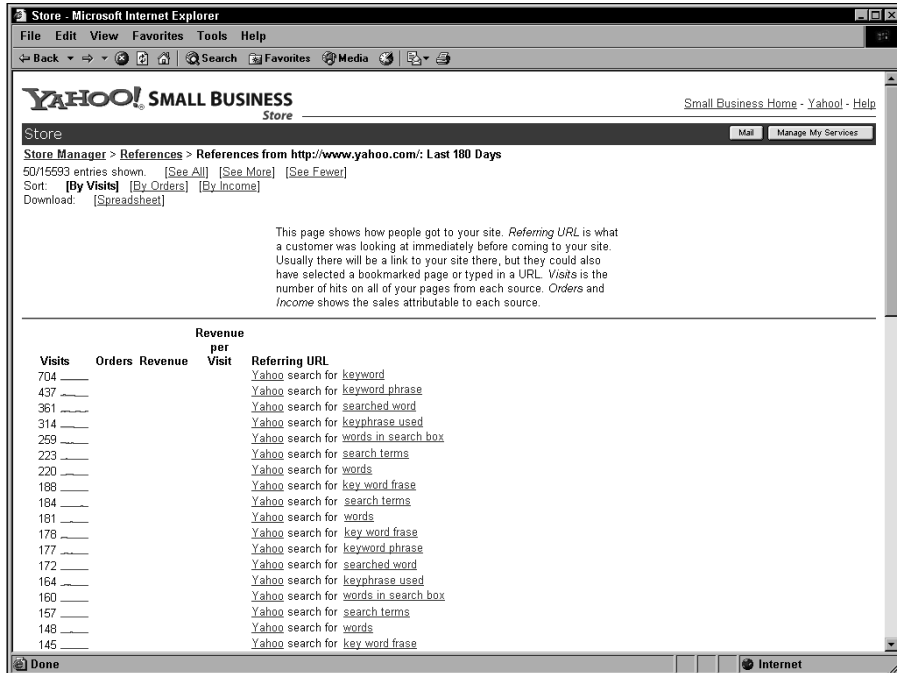 Store - Microsoft Internet Explorer
File Edit View Favorites Tools Help
Back Search Favorites Media
YAHOO! SMALL BUSINESS
Store
Small Business Home - Yahoo! - Help
Store Mail Manage My Services
Store Manager > References > References from http://www.yahoo.com/: Last 180 Days
50/15593 entries shown. [See All] [See More] [See Fewer]
Sort: [By Visits] [By Orders] [By Income]
Download: [Spreadsheet]
This page shows how people got to your site. Referring URL is what
a customer was looking at immediately before coming to your site.
Usually there will be a link to your site there, but they could also
have selected a bookmarked page or typed in a URL. Visits is the
number of hits on all of your pages from each source. Orders and
Income shows the sales attributable to each source.
Revenue
per
Visits Orders Revenue Visit Referring URL
704 Yahoo search for keyword
437 Yahoo search for keyword phrase
361 Yahoo search for searched word
314 Yahoo search for keyphrase used
259 Yahoo search for words in search box
223 Yahoo search for search terms
220 Yahoo search for words
188 Yahoo search for key word frase
184 Yahoo search for search terms
181 Yahoo search for words
178 Yahoo search for key word frase
177 Yahoo search for keyword phrase
172 Yahoo search for searched word
164 Yahoo search for keyphrase used
160 Yahoo search for words in search box
157 Yahoo search for search terms
148 Yahoo search for words
145 Yahoo search for key word frase
Done Internet